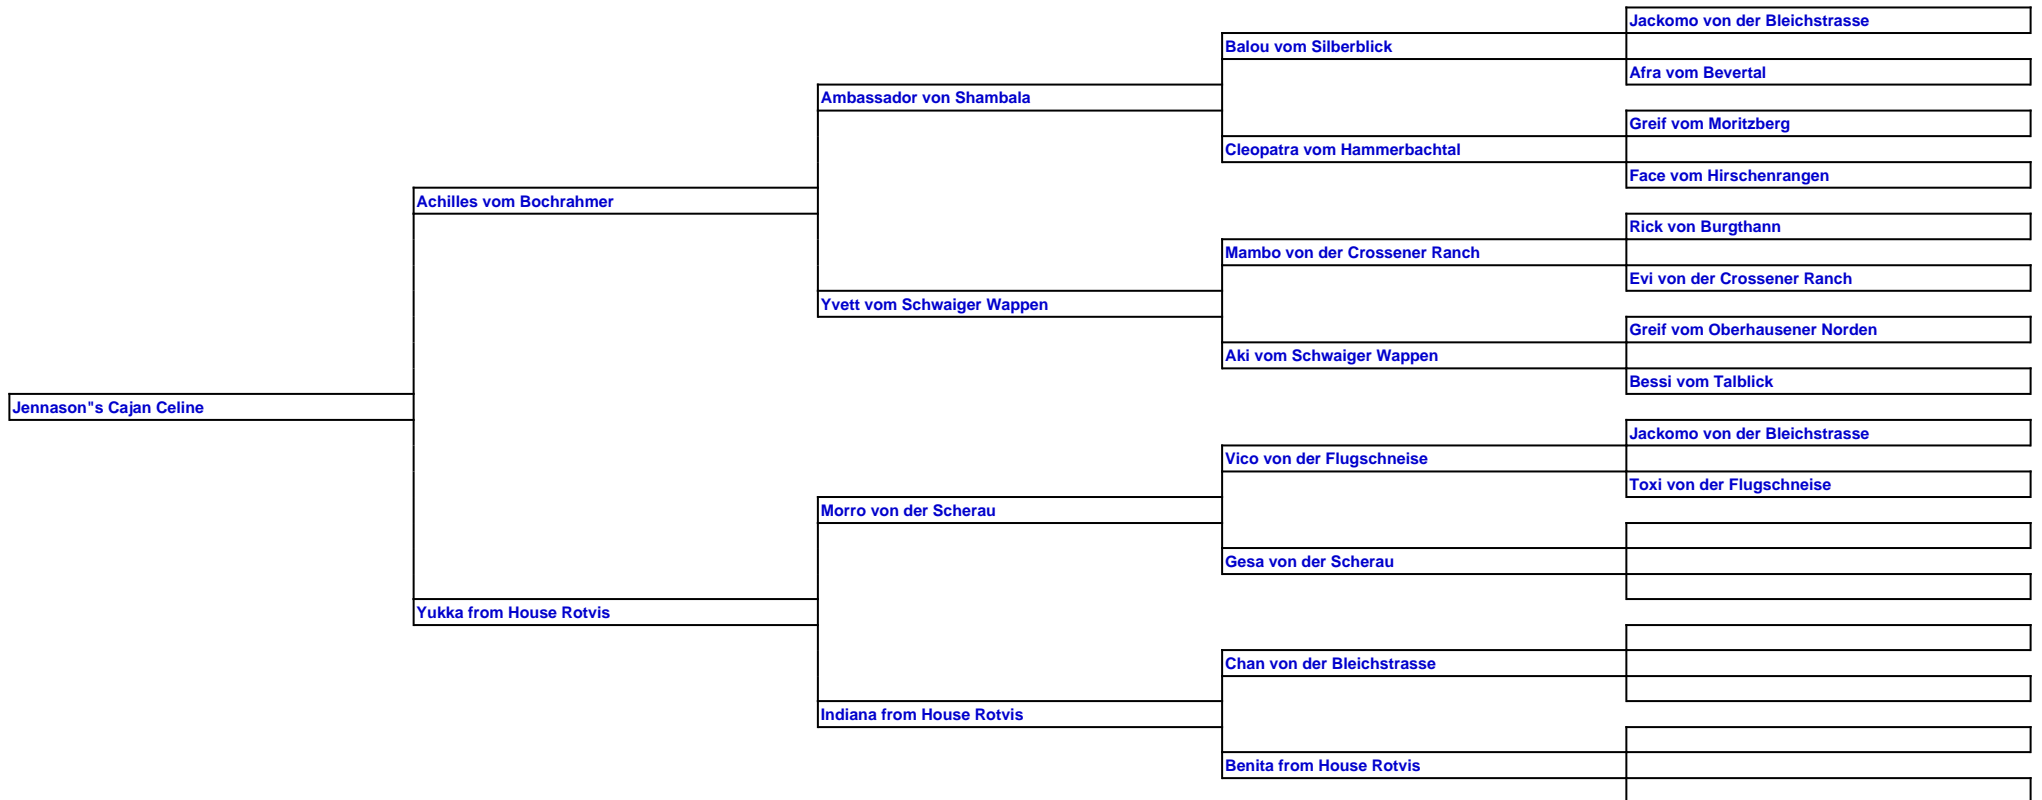 Jackomo von der Bleichstrasse
Balou vom Silberblick
Afra vom Bevertal
Ambassador von Shambala
Greif vom Moritzberg
Cleopatra vom Hammerbachtal
Face vom Hirschenrangen
Achilles vom Bochrahmer
Rick von Burgthann
Mambo von der Crossener Ranch
Evi von der Crossener Ranch
Yvett vom Schwaiger Wappen
Greif vom Oberhausener Norden
Aki vom Schwaiger Wappen
Bessi vom Talblick
Jennason"s Cajan Celine
Jackomo von der Bleichstrasse
Vico von der Flugschneise
Toxi von der Flugschneise
Morro von der Scherau
Gesa von der Scherau
Yukka from House Rotvis
Chan von der Bleichstrasse
Indiana from House Rotvis
Benita from House Rotvis